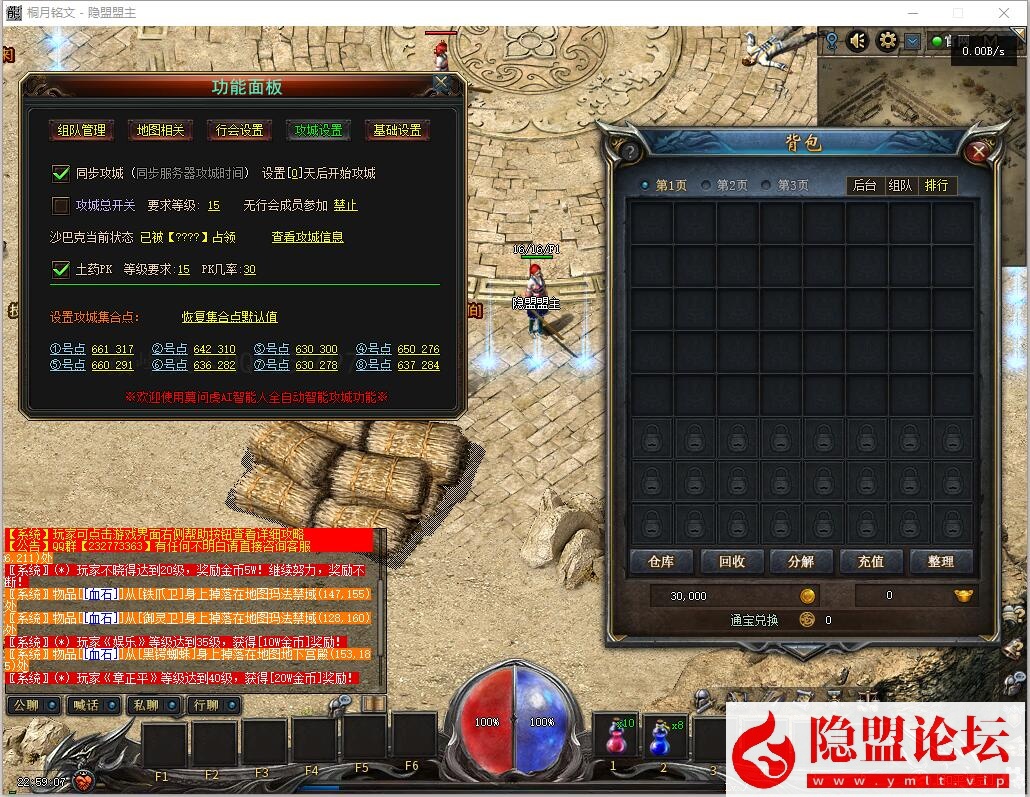 桐月铭文 - 隐盟盟主
0.00B/s
功能面板
组队管理 地图相关 行会设置 攻城设置 基础设置
同步攻城（同步服务器攻城时间） 设置[0]天后开始攻城
攻城总开关 要求等级: 15 无行会成员参加 禁止
沙巴克当前状态 已被【????】占领 查看攻城信息
土药PK 等级要求:15 PK几率:30
设置攻城集合点: 恢复集合点默认值
①号点 661 317 ②号点 642 310 ③号点 630 300 ④号点 650 276
⑤号点 660 291 ⑥号点 636 282 ⑦号点 630 278 ⑧号点 637 284
※欢迎使用莫问虎AI智能人全自动智能攻城功能※
16/16/P1
隐盟盟主
背包
第1页 第2页 第3页 后台 组队 排行
仓库 回收 分解 充值 整理
30,000 0
通宝兑换 0
【系统】玩家可点击游戏界面右侧帮助按钮查看详细攻略
【公告】QQ群【232773363】有任何不明白请直接咨询客服
6,211)处
〖系统〗(*) 玩家不晓得达到20级，奖励金币5W！继续努力，奖励不
断！
〖系统〗物品[[血石]]从[铁爪卫]身上掉落在地图玛法禁域(147,155)
处
〖系统〗物品[[血石]]从[御灵卫]身上掉落在地图玛法禁域(128,160)
处
〖系统〗(*) 玩家《娱乐》等级达到35级，获得[10W金币]奖励！
〖系统〗物品[[血石]]从[黑锷蜘蛛]身上掉落在地图地下宫殿(153,18
5)处
〖系统〗(*) 玩家《章正平》等级达到40级，获得[20W金币]奖励！
公聊 喊话 私聊 行聊
100% 100%
x10 x8
F1 F2 F3 F4 F5 F6 1 2 3
22:59:07
隐盟论坛
www.ymlt.vip